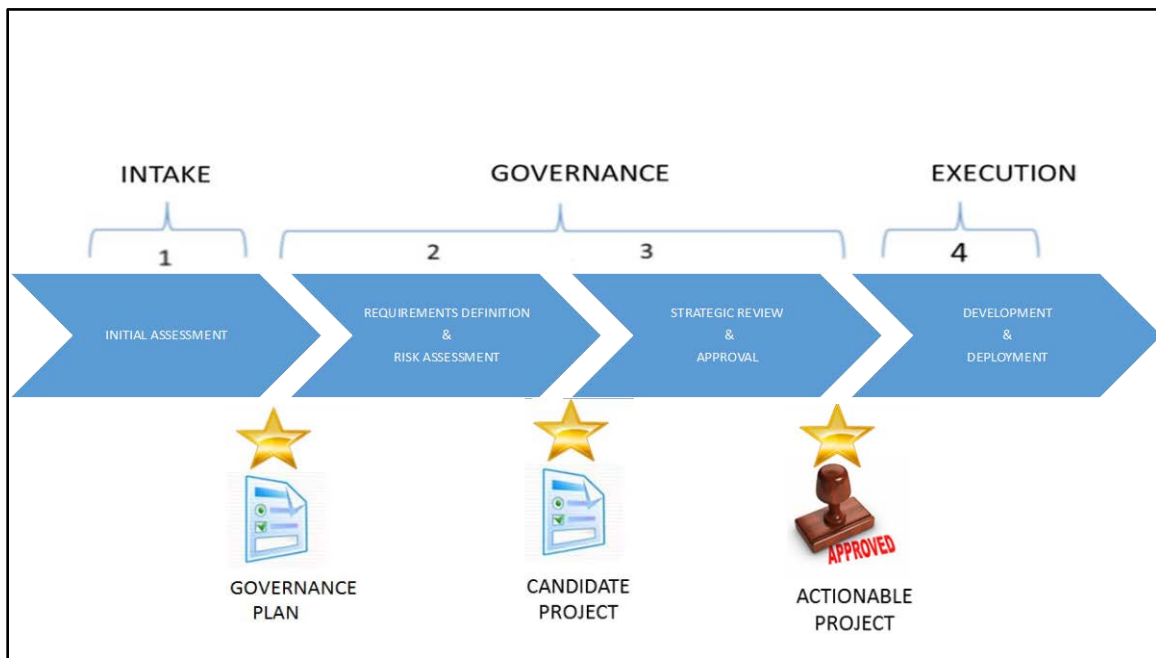 INTAKE
GOVERNANCE
EXECUTION
1
2
3
4
INITIAL ASSESSMENT
REQUIREMENTS DEFINITION
&
RISK ASSESSMENT
STRATEGIC REVIEW
&
APPROVAL
DEVELOPMENT
&
DEPLOYMENT
APPROVED
GOVERNANCE
PLAN
CANDIDATE
PROJECT
ACTIONABLE
PROJECT